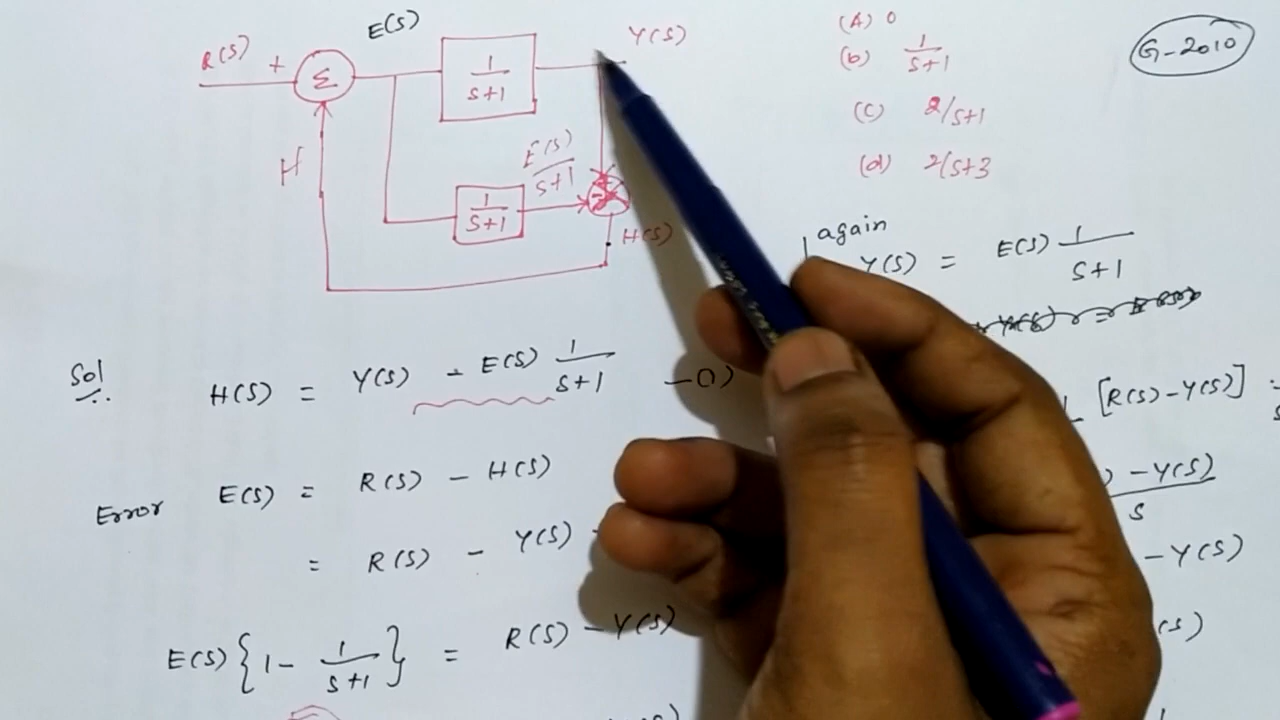 E(S)
R(S) +
Σ
1/S+1
Y(S)
H
E(S)/S+1
1/S+1
H(S)
(A) 0
(b) 1/S+1
(C) 2/S+1
(d) 2/S+3
G-2010
again
Y(S) = E(S) 1/S+1
Sol
H(S) = Y(S) - E(S) 1/S+1 —①
[R(S)-Y(S)] =
Error E(S) = R(S) - H(S)
) -Y(S)
S
= R(S) - Y(S)
-Y(S)
E(S){1 - 1/S+1} = R(S) - Y(S)
(S)